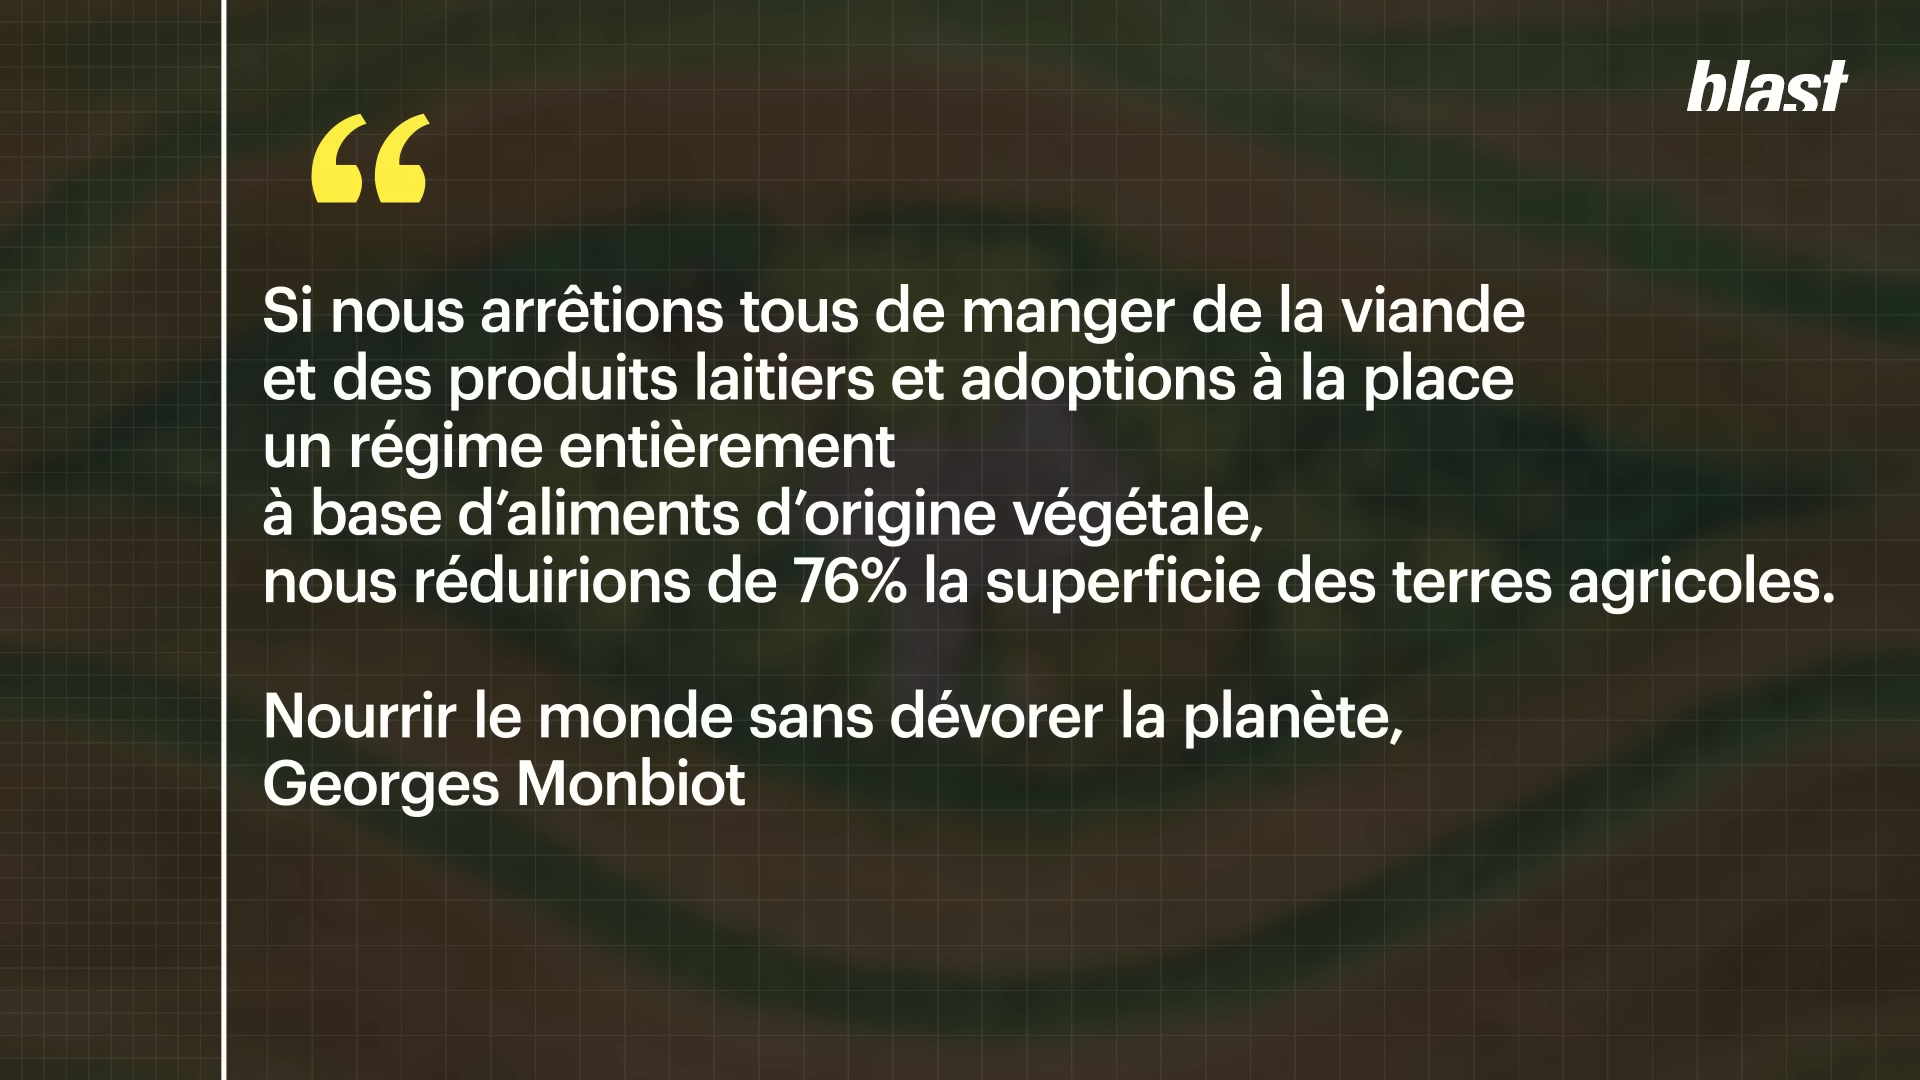 blast
“
Si nous arrêtions tous de manger de la viande
et des produits laitiers et adoptions à la place
un régime entièrement
à base d’aliments d’origine végétale,
nous réduirions de 76% la superficie des terres agricoles.
Nourrir le monde sans dévorer la planète,
Georges Monbiot